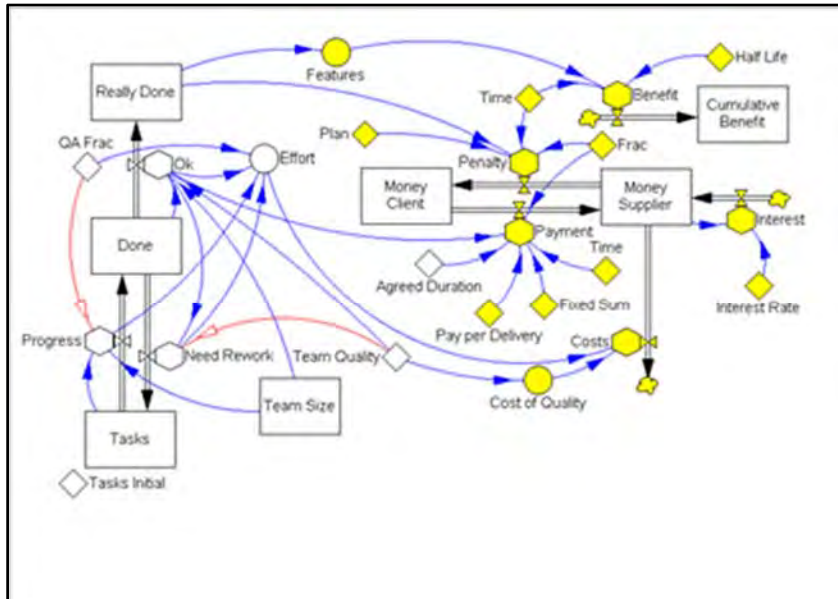 Half Life
Features
Really Done
Time
Benefit
Cumulative
Benefit
Plan
QA Frac
Effort
Frac
Ok
Penalty
Money
Client
Money
Supplier
Done
Payment
Interest
Time
Agreed Duration
Interest Rate
Fixed Sum
Pay per Delivery
Progress
Need Rework
Team Quality
Costs
Team Size
Cost of Quality
Tasks
Tasks Initial